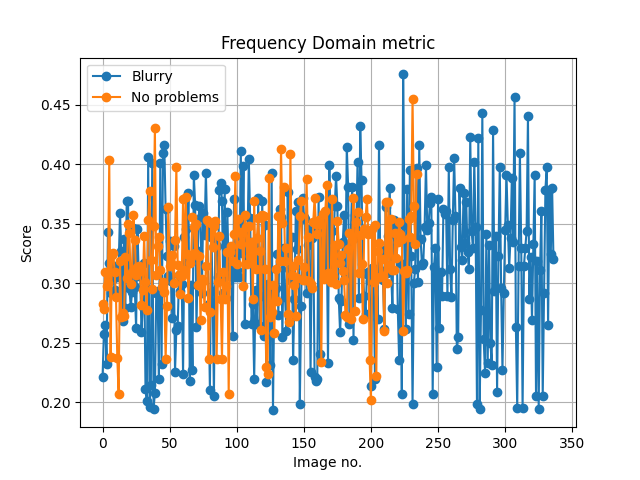 Frequency Domain metric
Blurry
No problems
Score
0.45
0.40
0.35
0.30
0.25
0.20
0 50 100 150 200 250 300 350
Image no.